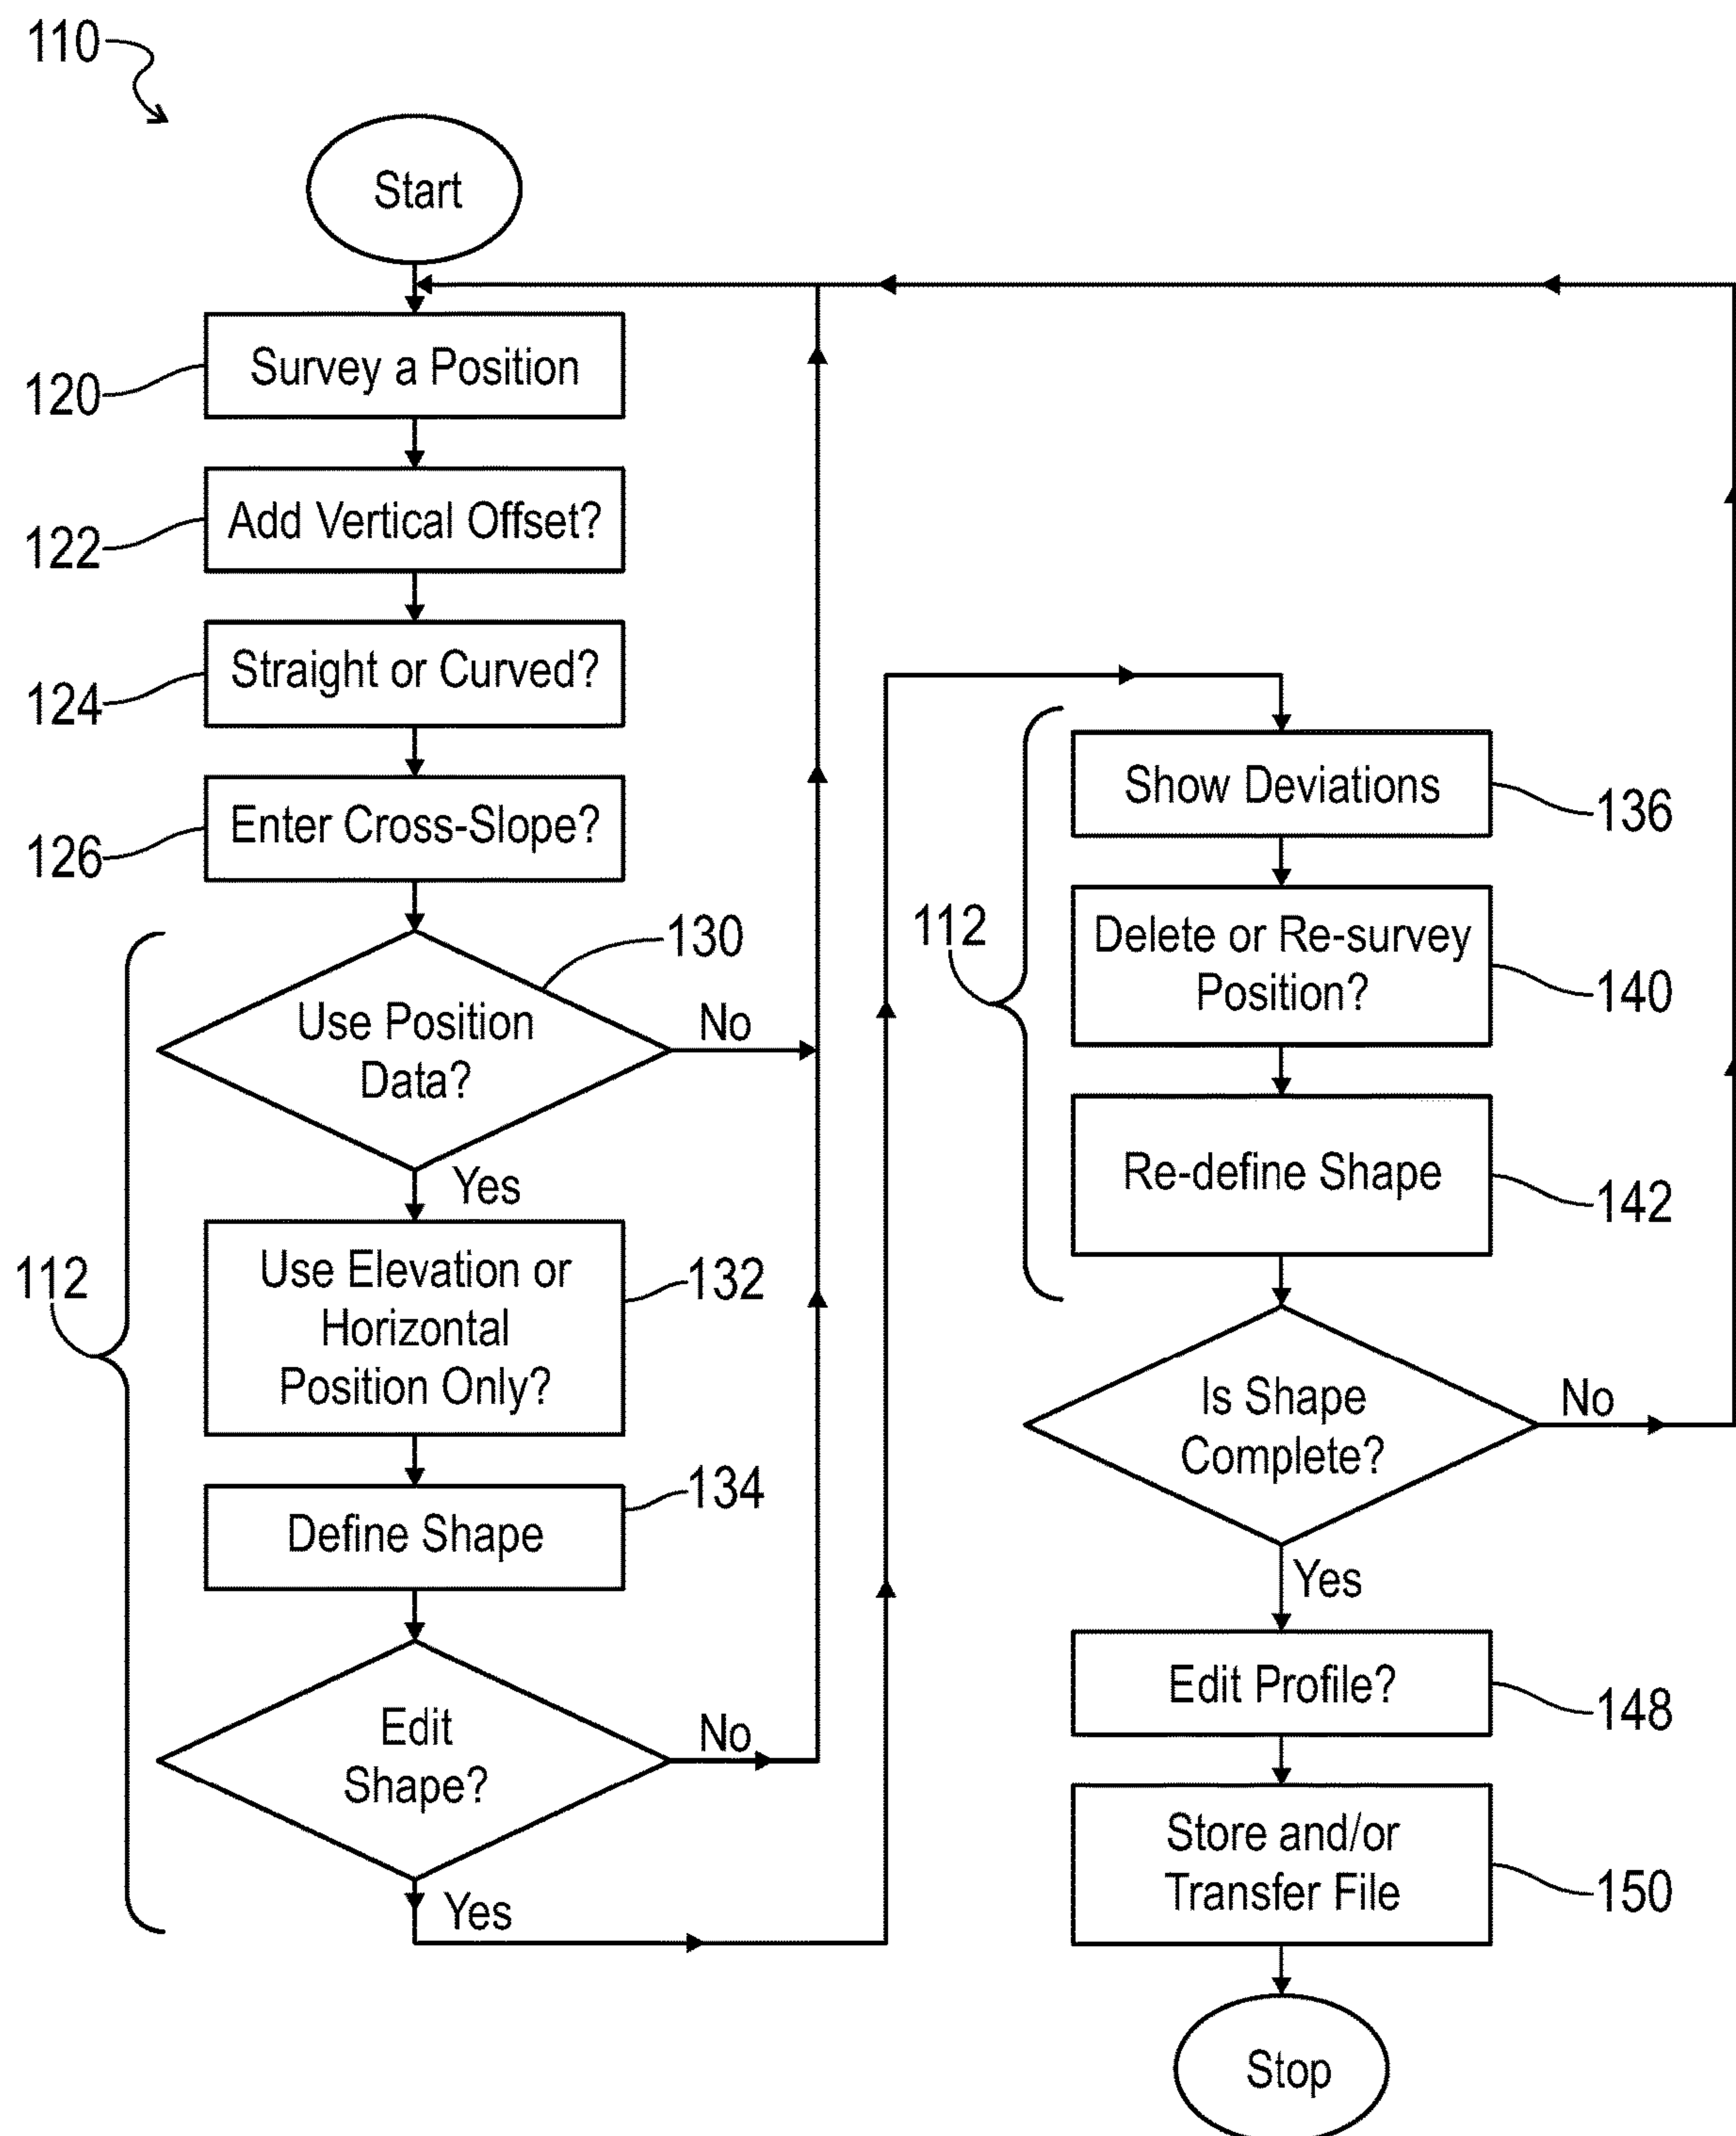 110
Start
Survey a Position
120
Add Vertical Offset?
122
Straight or Curved?
124
Enter Cross-Slope?
126
130
Use Position
Data?
No
Yes
112
Use Elevation or
Horizontal
Position Only?
132
Define Shape
134
Edit
Shape?
No
Yes
112
Show Deviations
136
Delete or Re-survey
Position?
140
Re-define Shape
142
Is Shape
Complete?
No
Yes
Edit Profile?
148
Store and/or
Transfer File
150
Stop